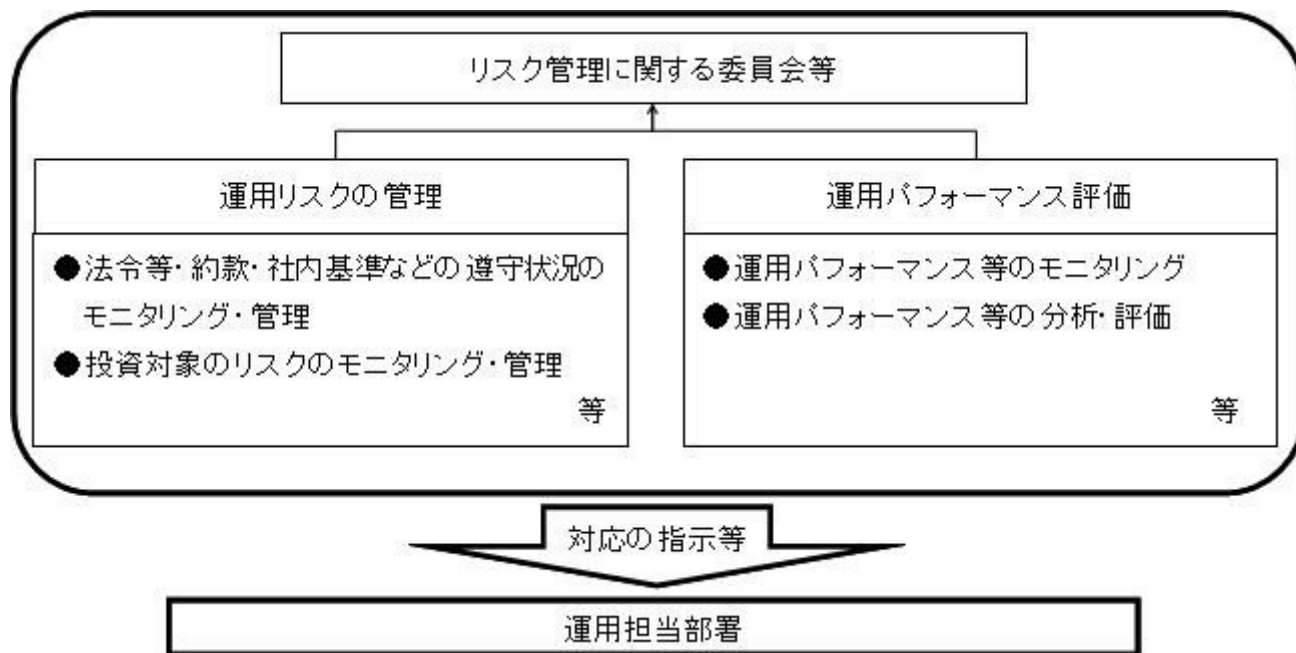 リスク管理に関する委員会等
運用リスクの管理
●法令等・約款・社内基準などの遵守状況の
モニタリング・管理
●投資対象のリスクのモニタリング・管理
等
運用パフォーマンス評価
●運用パフォーマンス等のモニタリング
●運用パフォーマンス等の分析・評価
等
対応の指示等
運用担当部署